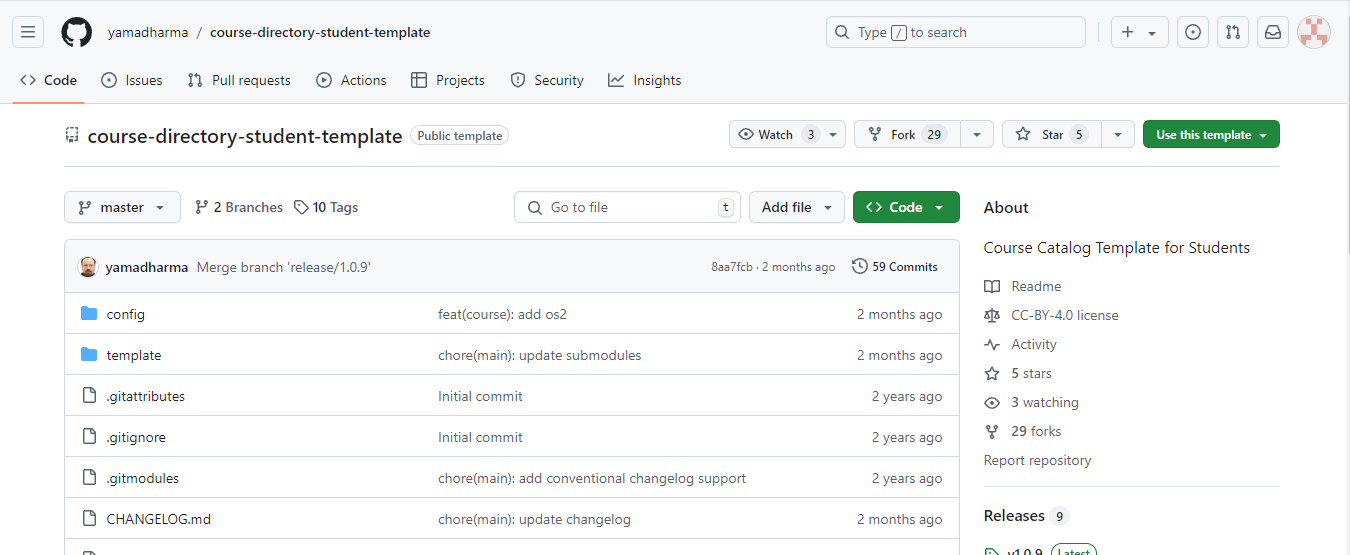 yamadharma / course-directory-student-template
Type / to search
Code Issues Pull requests Actions Projects Security Insights
course-directory-student-template Public template
Watch 3 Fork 29 Star 5 Use this template
master 2 Branches 10 Tags Go to file t Add file Code
yamadharma Merge branch 'release/1.0.9' 8aa7fcb · 2 months ago 59 Commits
config feat(course): add os2 2 months ago
template chore(main): update submodules 2 months ago
.gitattributes Initial commit 2 years ago
.gitignore Initial commit 2 years ago
.gitmodules chore(main): add conventional changelog support 2 years ago
CHANGELOG.md chore(main): update changelog 2 months ago
About
Course Catalog Template for Students
Readme
CC-BY-4.0 license
Activity
5 stars
3 watching
29 forks
Report repository
Releases 9
v1.0.9 Latest